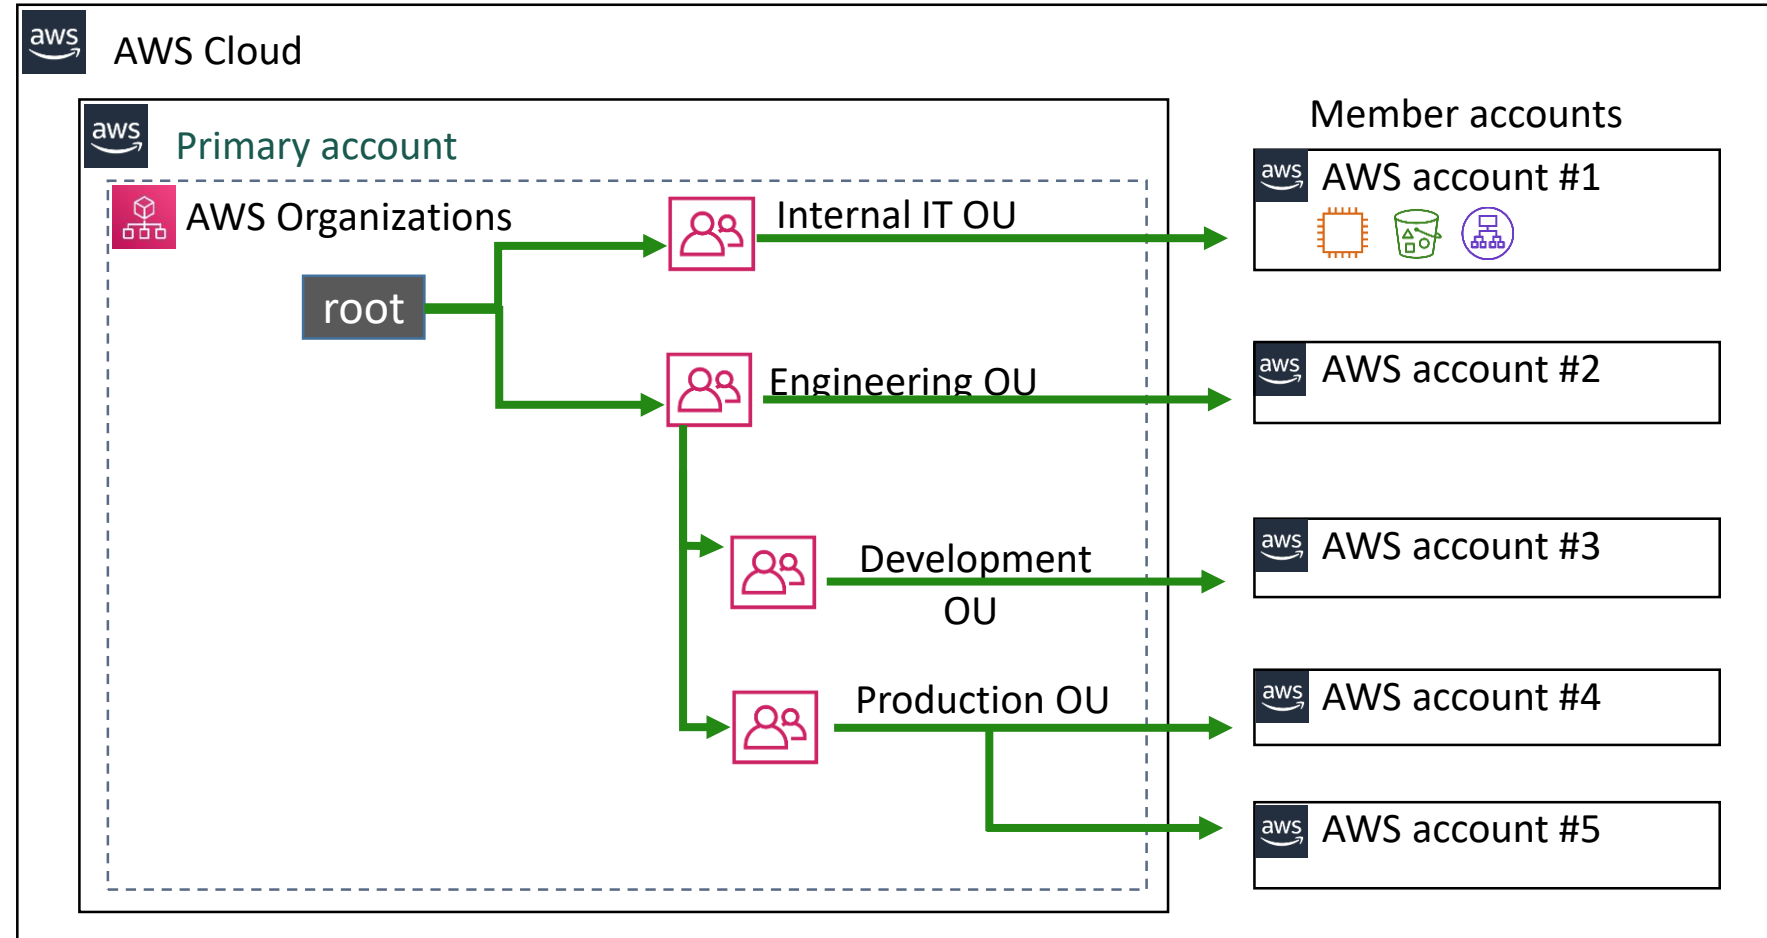 aws
AWS Cloud
aws
Primary account
AWS Organizations
root
Internal IT OU
Engineering OU
Development
OU
Production OU
Member accounts
aws
AWS account #1
aws
AWS account #2
aws
AWS account #3
aws
AWS account #4
aws
AWS account #5